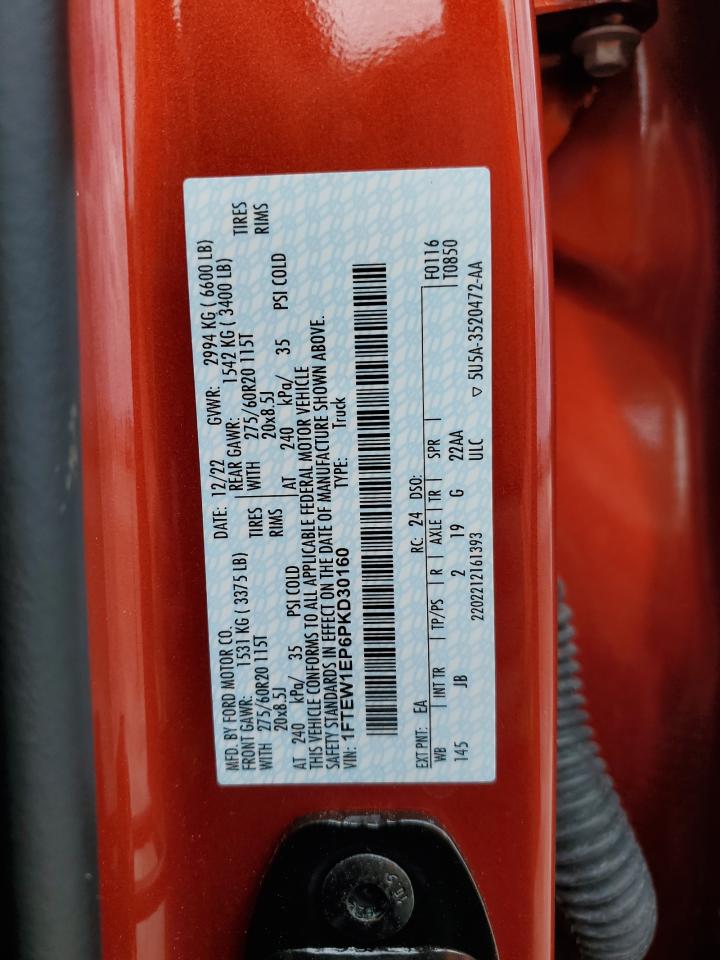 MFD. BY FORD MOTOR CO. DATE: 12/22 GVWR: 2994 KG ( 6600 LB)
FRONT GAWR: 1531 KG ( 3375 LB) REAR GAWR: 1542 KG ( 3400 LB)
WITH 275/60R20 115T TIRES WITH 275/60R20 115T TIRES
20x8.5J RIMS 20x8.5J RIMS
AT 240 kPa/ 35 PSI COLD AT 240 kPa/ 35 PSI COLD
THIS VEHICLE CONFORMS TO ALL APPLICABLE FEDERAL MOTOR VEHICLE
SAFETY STANDARDS IN EFFECT ON THE DATE OF MANUFACTURE SHOWN ABOVE.
VIN: 1FTEW1EP6PKD30160 TYPE: Truck
EXT PNT: EA RC: 24 DSO: F0116
WB INT TR TP/PS R AXLE TR SPR T0850
145 JB 2 19 G 22AA
2202212161393 ULC ▽ 5U5A-3520472-AA